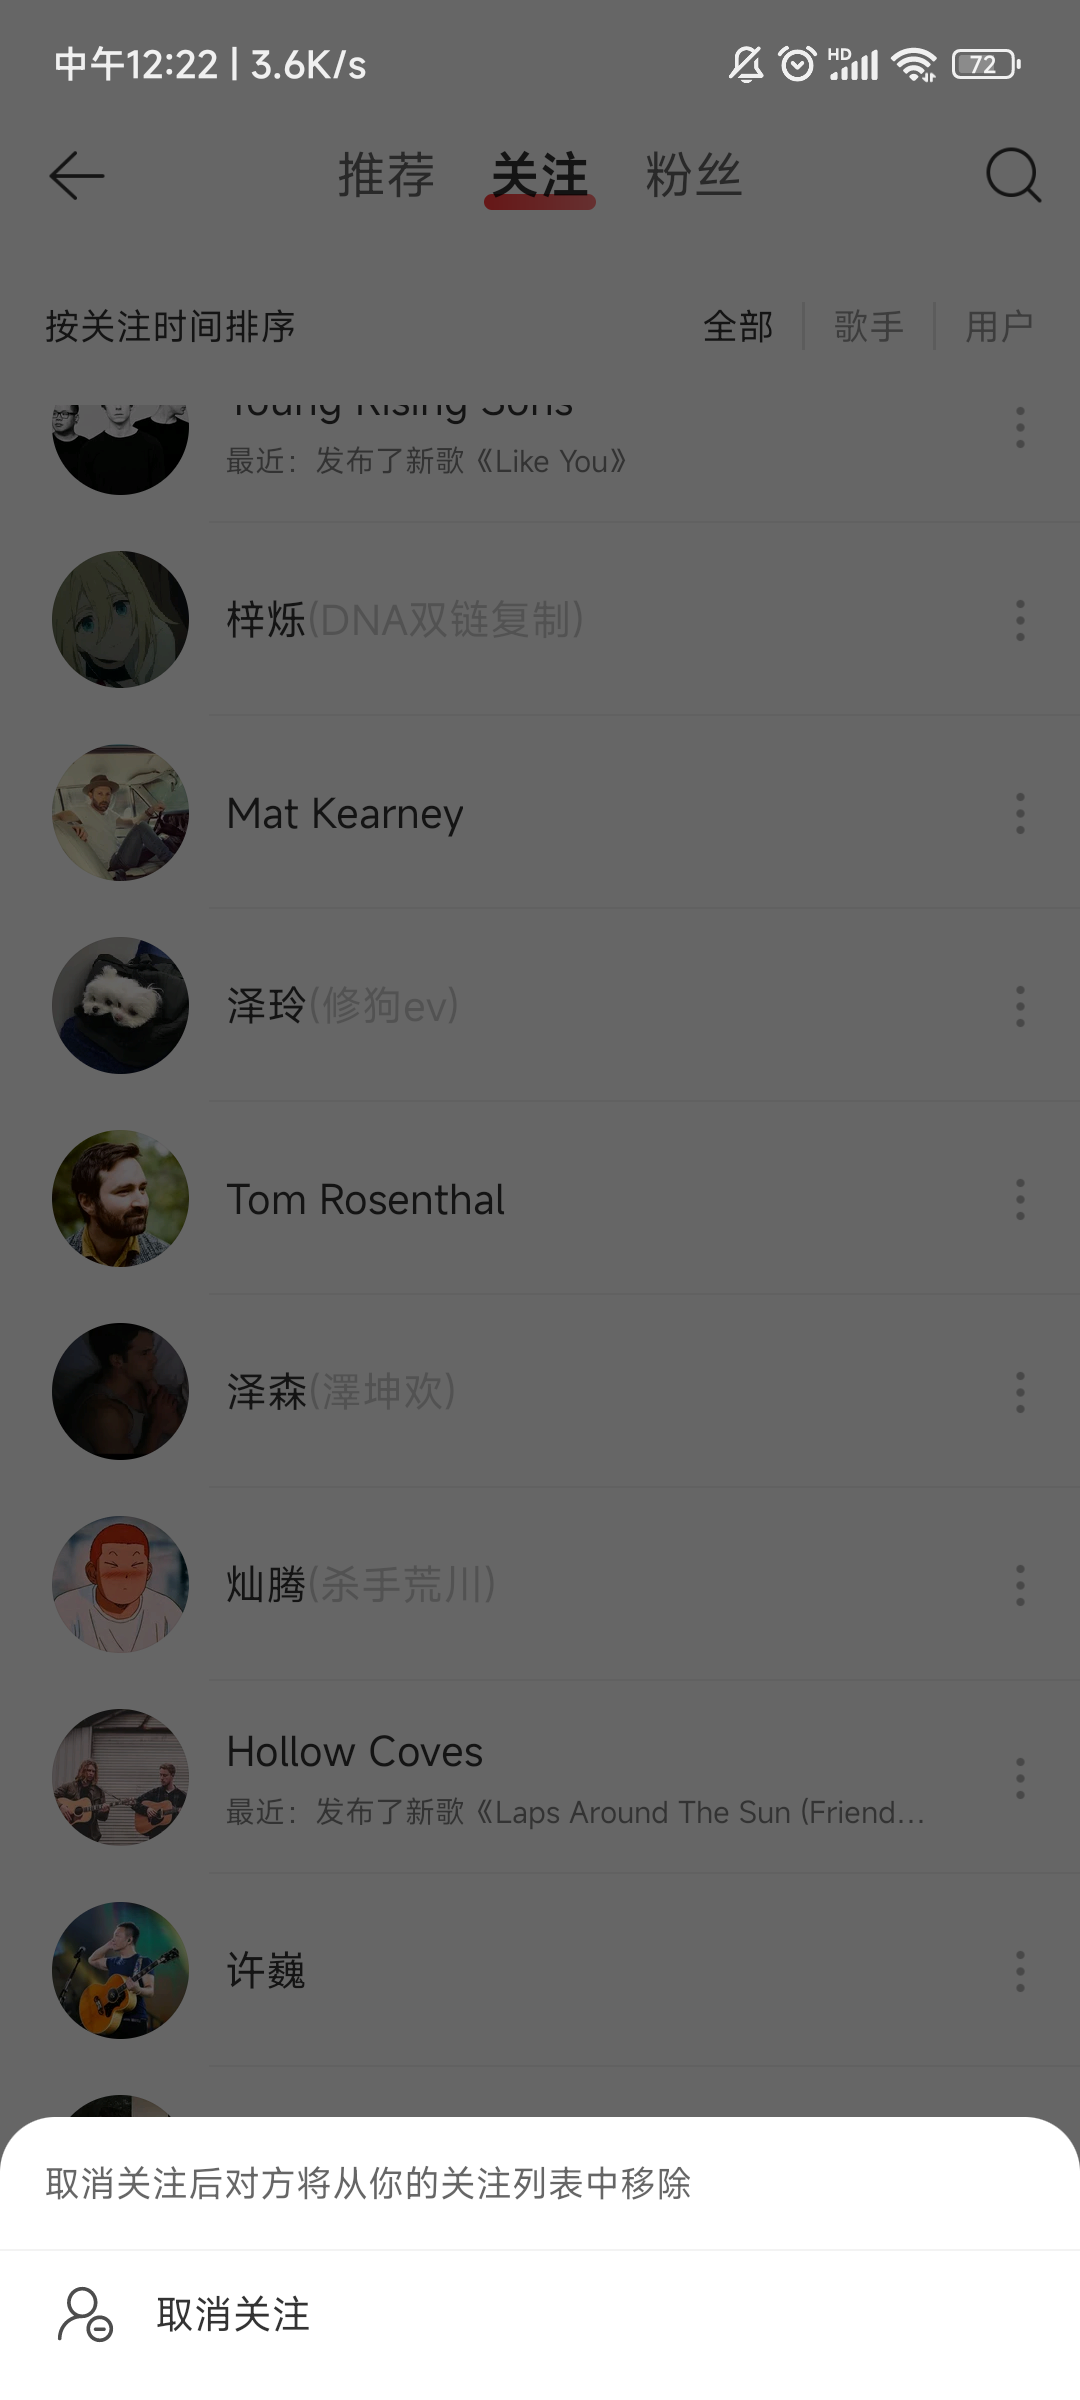 中午12:22 | 3.6K/s
HD
72
推荐 关注 粉丝
按关注时间排序 全部 歌手 用户
Young Rising Sons
最近：发布了新歌《Like You》
梓烁(DNA双链复制)
Mat Kearney
泽玲(修狗ev)
Tom Rosenthal
泽森(澤坤欢)
灿腾(杀手荒川)
Hollow Coves
最近：发布了新歌《Laps Around The Sun (Friend...
许巍
取消关注后对方将从你的关注列表中移除
取消关注